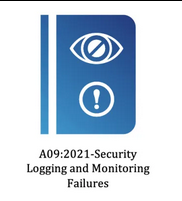 A09:2021-Security
Logging and Monitoring
Failures